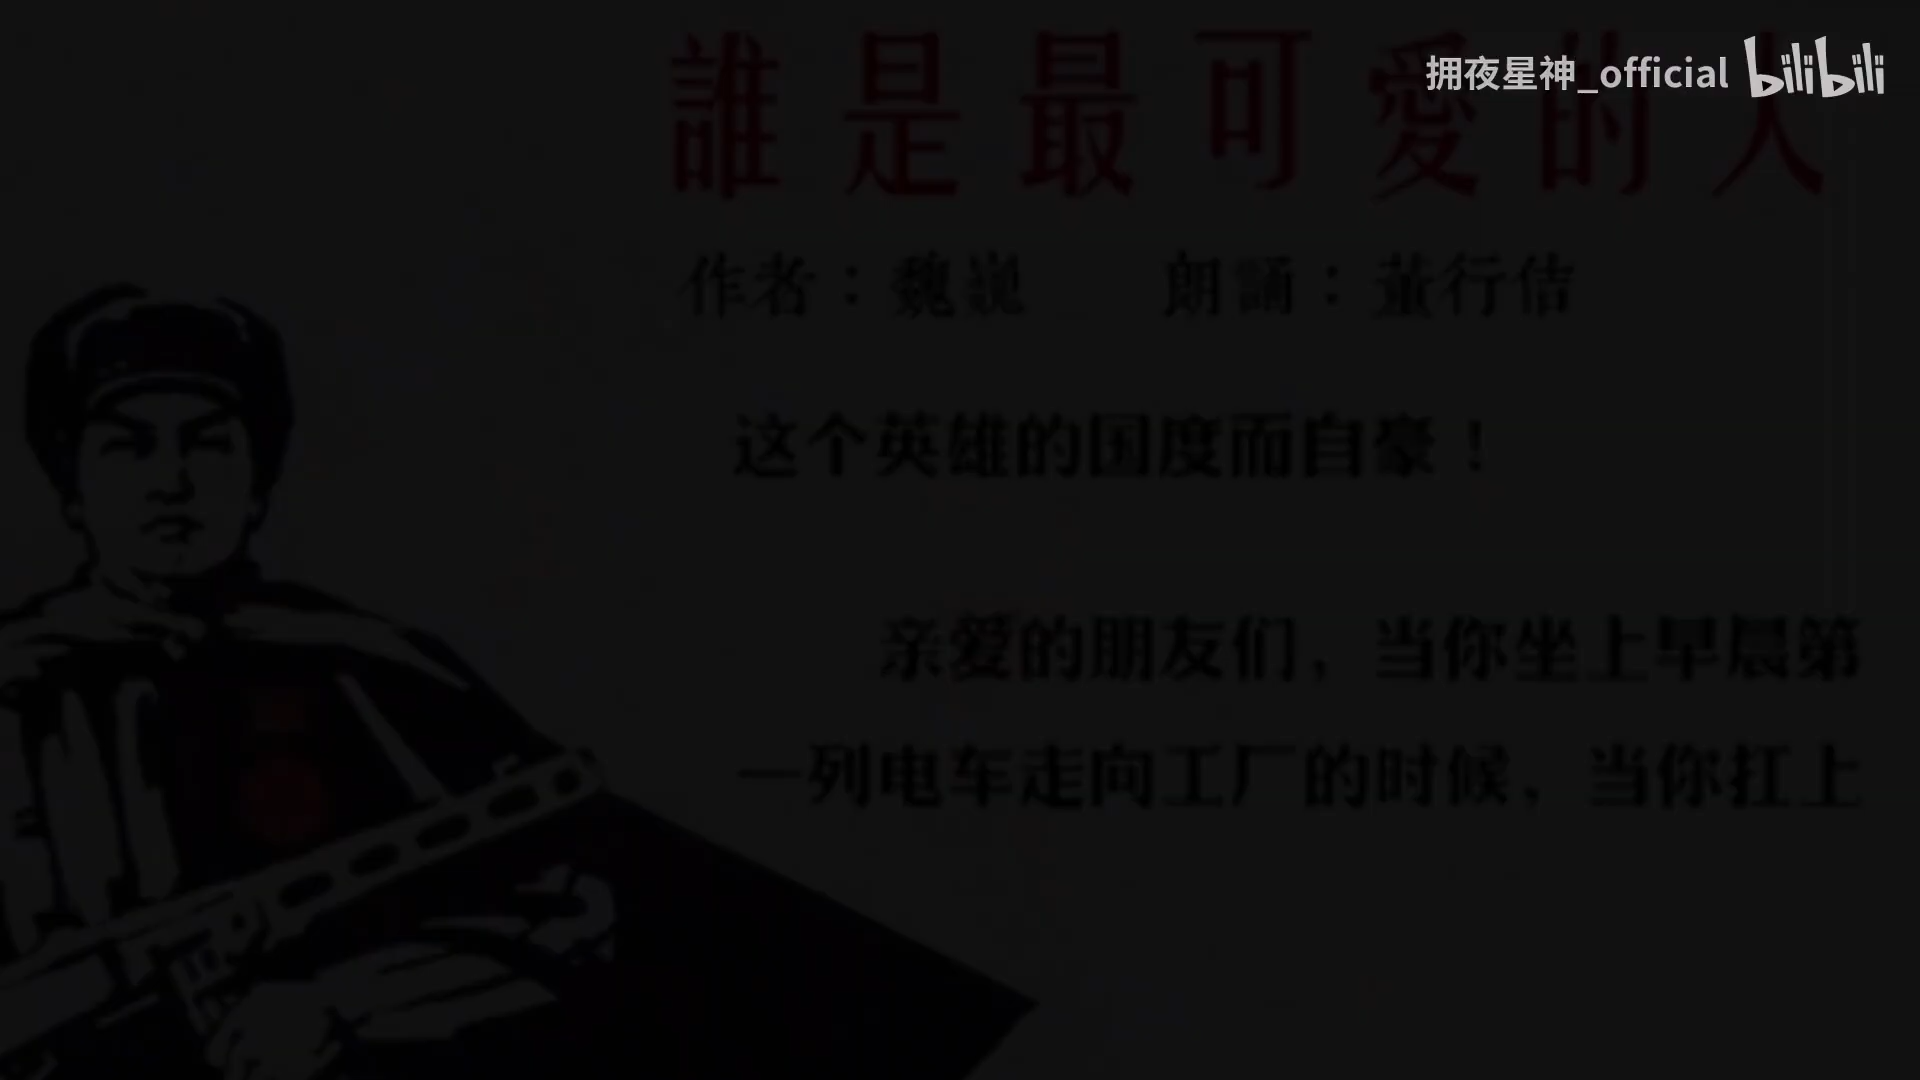 誰是最可愛的人
拥夜星神_official bilibili
作者：魏巍 朗誦：董行佶
这个英雄的国度而自豪！
亲爱的朋友们，当你坐上早晨第
一列电车走向工厂的时候，当你扛上